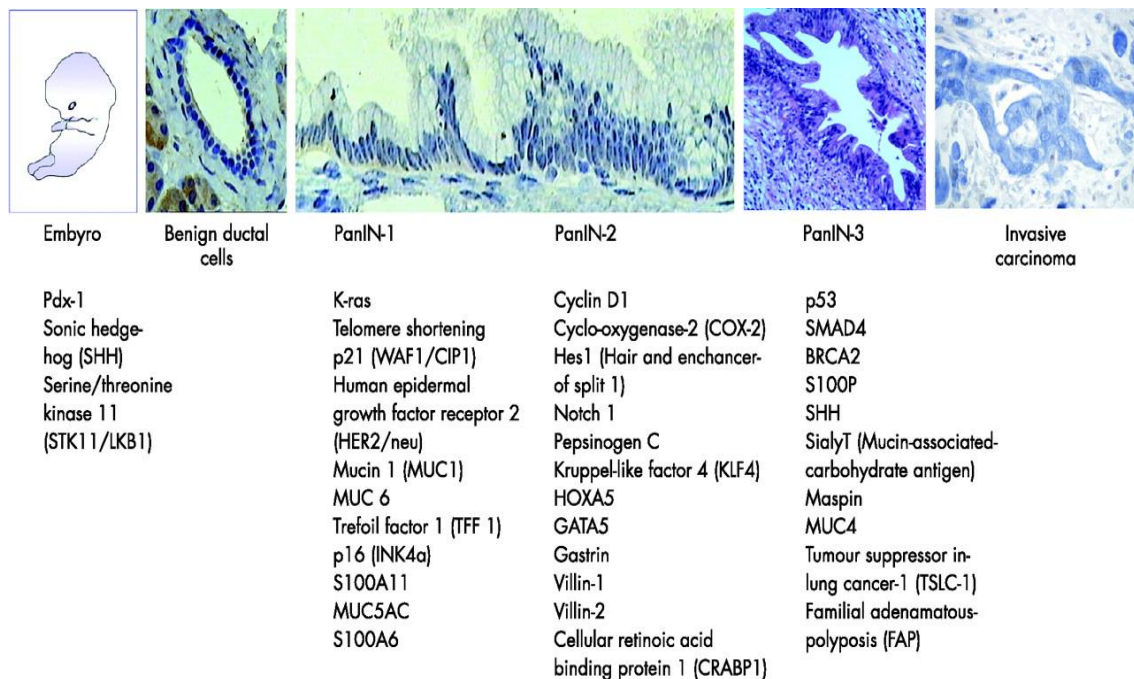 Embyro
Benign ductal
cells
PanIN-1
PanIN-2
PanIN-3
Invasive
carcinoma
Pdx-1
Sonic hedge-
hog (SHH)
Serine/threonine
kinase 11
(STK11/LKB1)
K-ras
Telomere shortening
p21 (WAF1/CIP1)
Human epidermal
growth factor receptor 2
(HER2/neu)
Mucin 1 (MUC1)
MUC 6
Trefoil factor 1 (TFF 1)
p16 (INK4a)
S100A11
MUC5AC
S100A6
Cyclin D1
Cyclo-oxygenase-2 (COX-2)
Hes1 (Hair and enchancer-
of split 1)
Notch 1
Pepsinogen C
Kruppel-like factor 4 (KLF4)
HOXA5
GATA5
Gastrin
Villin-1
Villin-2
Cellular retinoic acid
binding protein 1 (CRABP1)
p53
SMAD4
BRCA2
S100P
SHH
SialyT (Mucin-associated-
carbohydrate antigen)
Maspin
MUC4
Tumour suppressor in-
lung cancer-1 (TSLC-1)
Familial adenamatous-
polyposis (FAP)